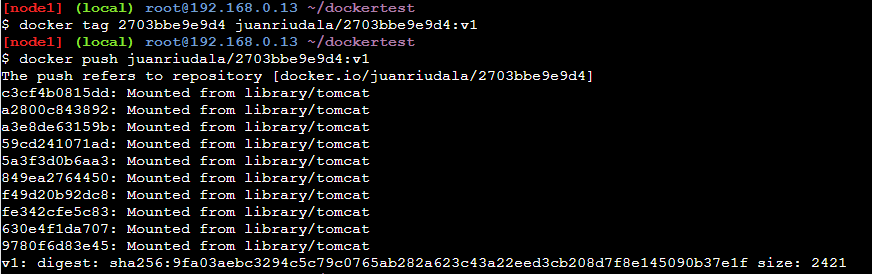 [node1] (local) root@192.168.0.13 ~/dockertest
$ docker tag 2703bbe9e9d4 juanriudala/2703bbe9e9d4:v1
[node1] (local) root@192.168.0.13 ~/dockertest
$ docker push juanriudala/2703bbe9e9d4:v1
The push refers to repository [docker.io/juanriudala/2703bbe9e9d4]
c3cf4b0815dd: Mounted from library/tomcat
a2800c843892: Mounted from library/tomcat
a3e8de63159b: Mounted from library/tomcat
59cd241071ad: Mounted from library/tomcat
5a3f3d0b6aa3: Mounted from library/tomcat
849ea2764450: Mounted from library/tomcat
f49d20b92dc8: Mounted from library/tomcat
fe342cfe5c83: Mounted from library/tomcat
630e4f1da707: Mounted from library/tomcat
9780f6d83e45: Mounted from library/tomcat
v1: digest: sha256:9fa03aebc3294c5c79c0765ab282a623c43a22eed3cb208d7f8e145090b37e1f size: 2421